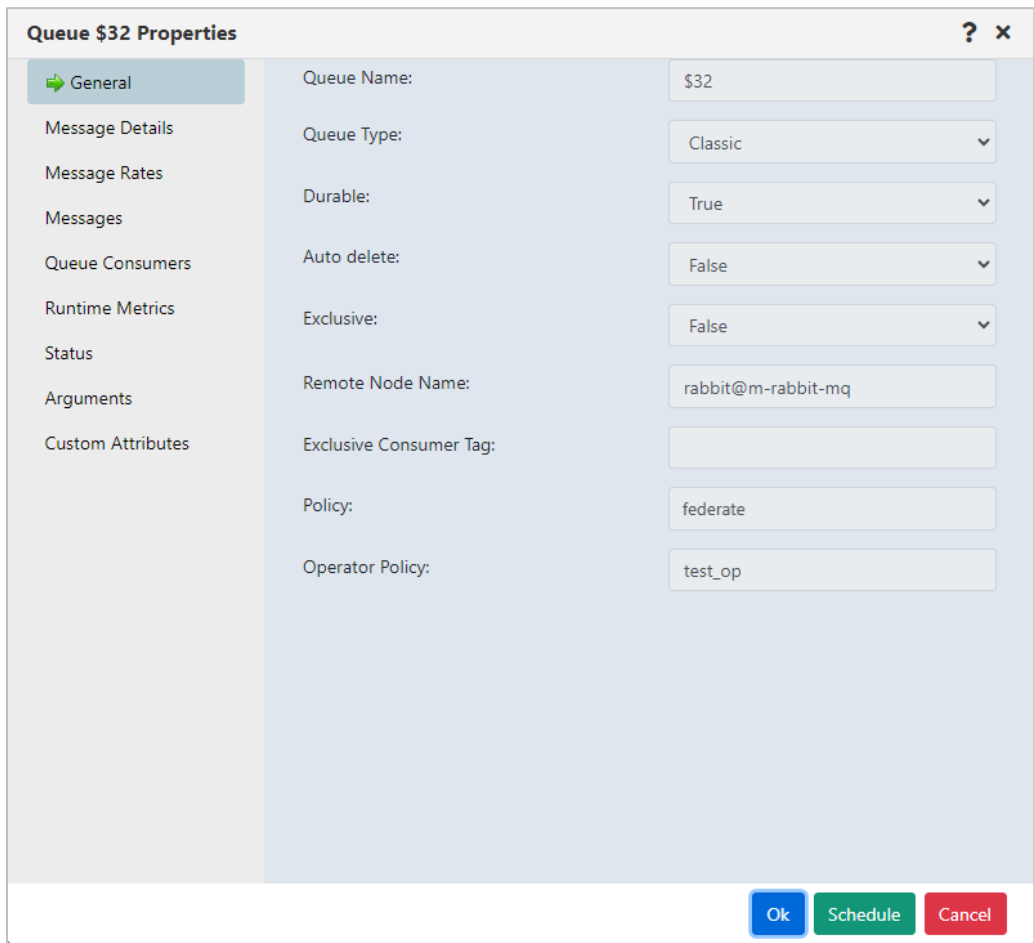 Queue $32 Properties ? ×
General
Message Details
Message Rates
Messages
Queue Consumers
Runtime Metrics
Status
Arguments
Custom Attributes
Queue Name: $32
Queue Type: Classic
Durable: True
Auto delete: False
Exclusive: False
Remote Node Name: rabbit@m-rabbit-mq
Exclusive Consumer Tag:
Policy: federate
Operator Policy: test_op
Ok Schedule Cancel